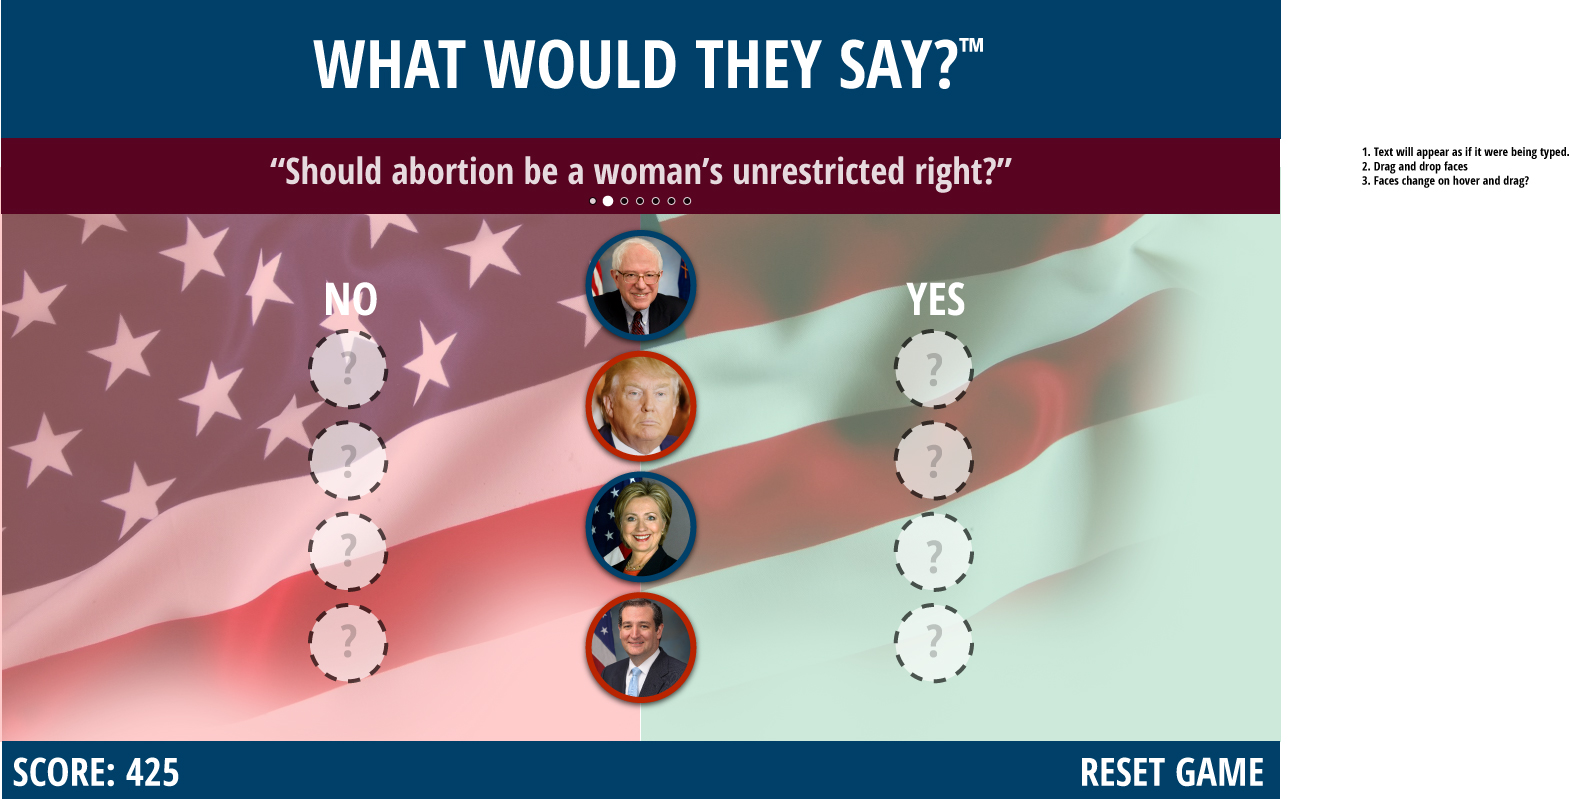 WHAT WOULD THEY SAY?™
“Should abortion be a woman’s unrestricted right?”
1. Text will appear as if it were being typed.
2. Drag and drop faces
3. Faces change on hover and drag?
NO
YES
?
?
?
?
?
?
?
?
SCORE: 425
RESET GAME